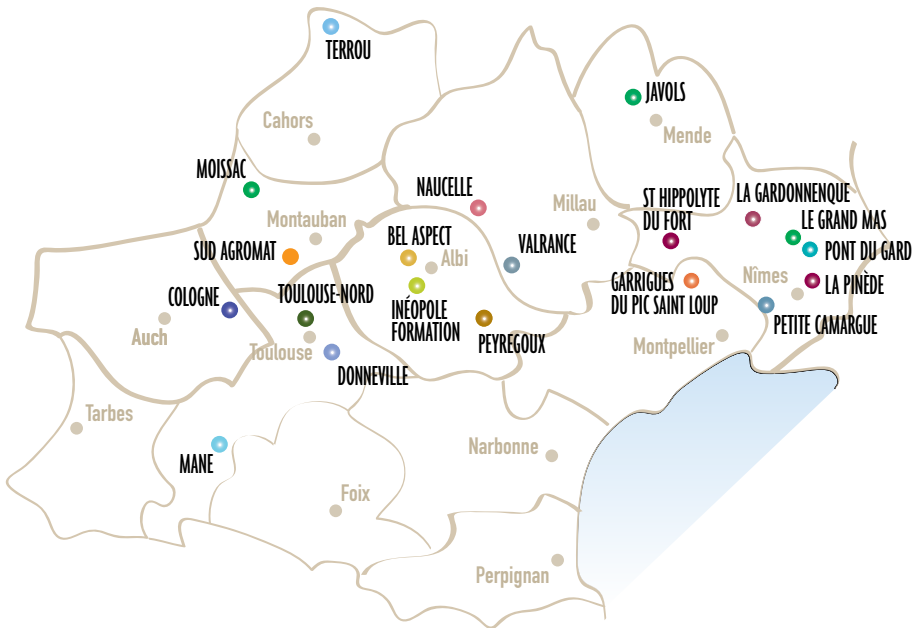 TERROU
JAVOLS
Cahors
Mende
MOISSAC
NAUCELLE
Millau
ST HIPPOLYTE
DU FORT
LA GARDONNENQUE
LE GRAND MAS
PONT DU GARD
Montauban
SUD AGROMAT
BEL ASPECT
Albi
VALRANCE
GARRIGUES
DU PIC SAINT LOUP
Nîmes
LA PINÈDE
COLOGNE
TOULOUSE-NORD
INÉOPOLE
FORMATION
PETITE CAMARGUE
Auch
Toulouse
PEYREGOUX
Montpellier
DONNEVILLE
Tarbes
MANE
Narbonne
Foix
Perpignan